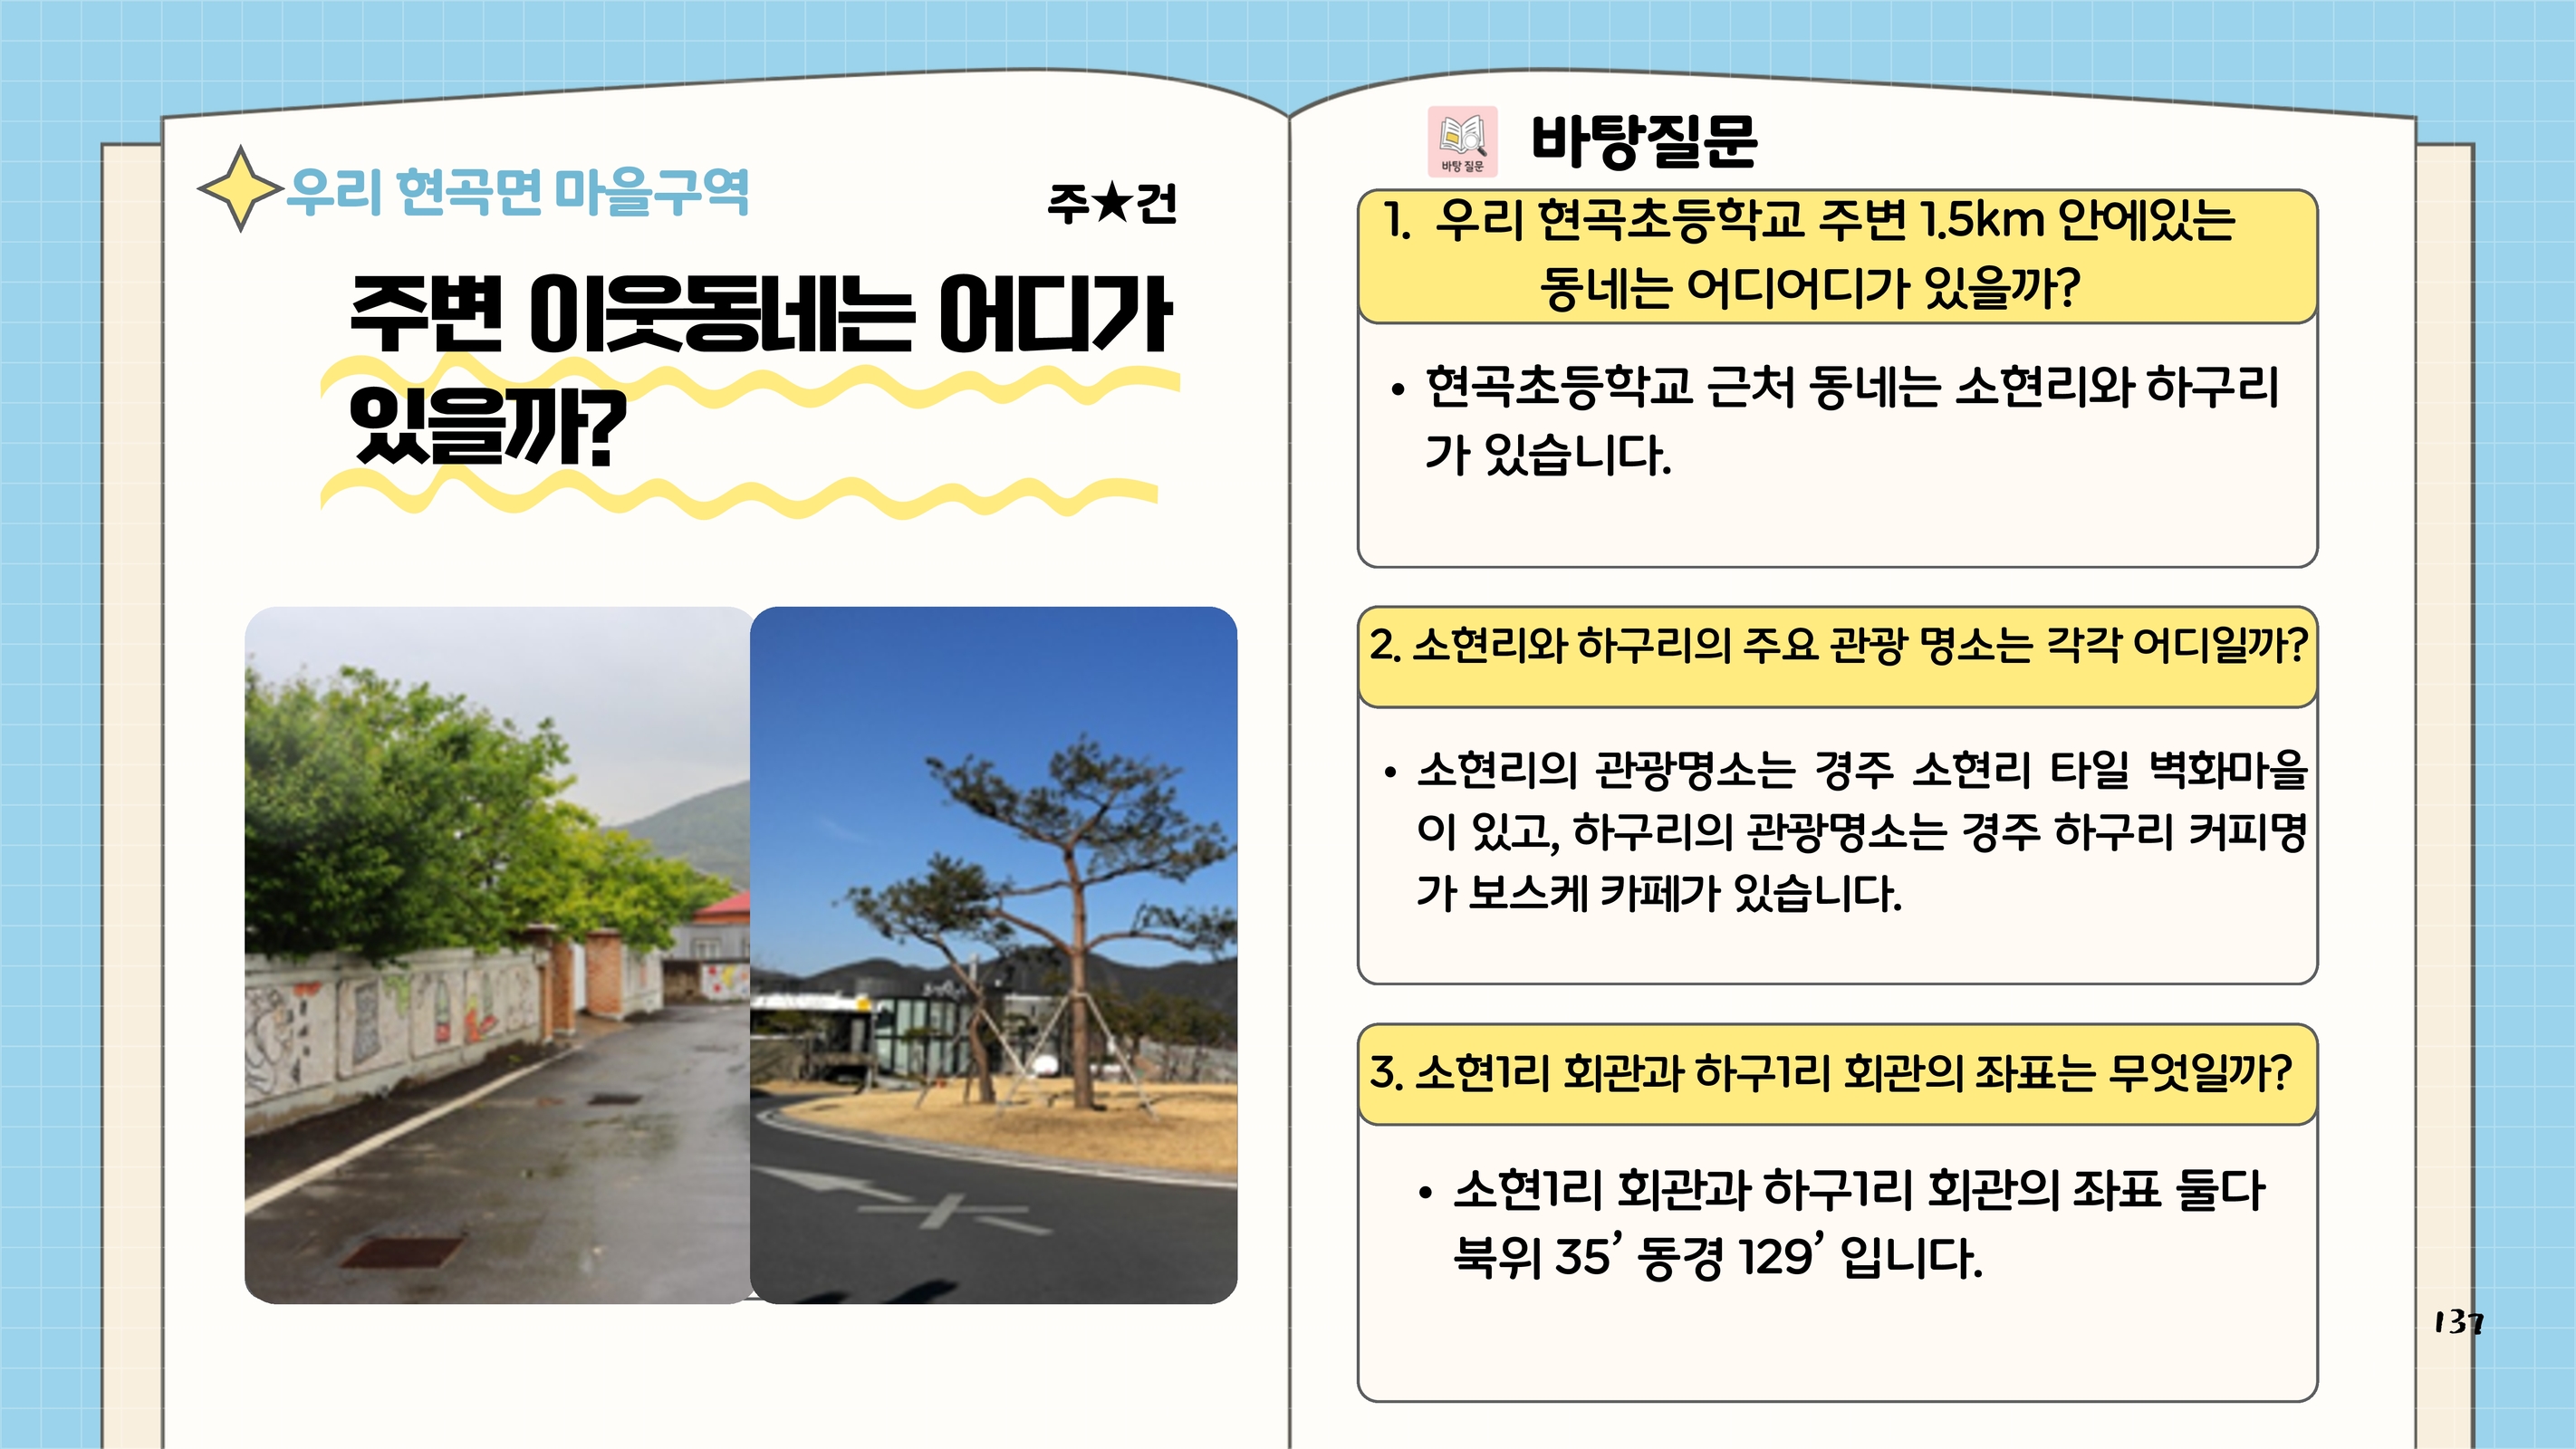 우리 현곡면 마을구역
주★건
주변 이웃동네는 어디가
있을까?
바탕 질문
바탕질문
1. 우리 현곡초등학교 주변 1.5km 안에있는
동네는 어디어디가 있을까?
• 현곡초등학교 근처 동네는 소현리와 하구리
가 있습니다.
2. 소현리와 하구리의 주요 관광 명소는 각각 어디일까?
• 소현리의 관광명소는 경주 소현리 타일 벽화마을
이 있고, 하구리의 관광명소는 경주 하구리 커피명
가 보스케 카페가 있습니다.
3. 소현1리 회관과 하구1리 회관의 좌표는 무엇일까?
• 소현1리 회관과 하구1리 회관의 좌표 둘다
북위 35’ 동경 129’ 입니다.
137